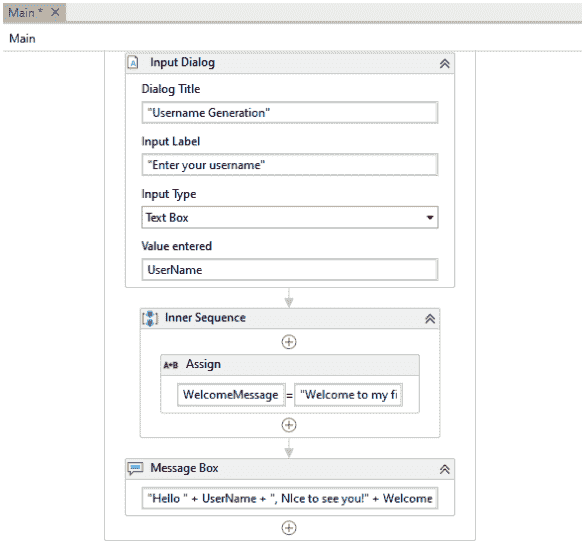 Main *
Main
Input Dialog
Dialog Title
"Username Generation"
Input Label
"Enter your username"
Input Type
Text Box
Value entered
UserName
Inner Sequence
A+B Assign
WelcomeMessage = "Welcome to my fi
Message Box
"Hello " + UserName + ", NIce to see you!" + Welcome